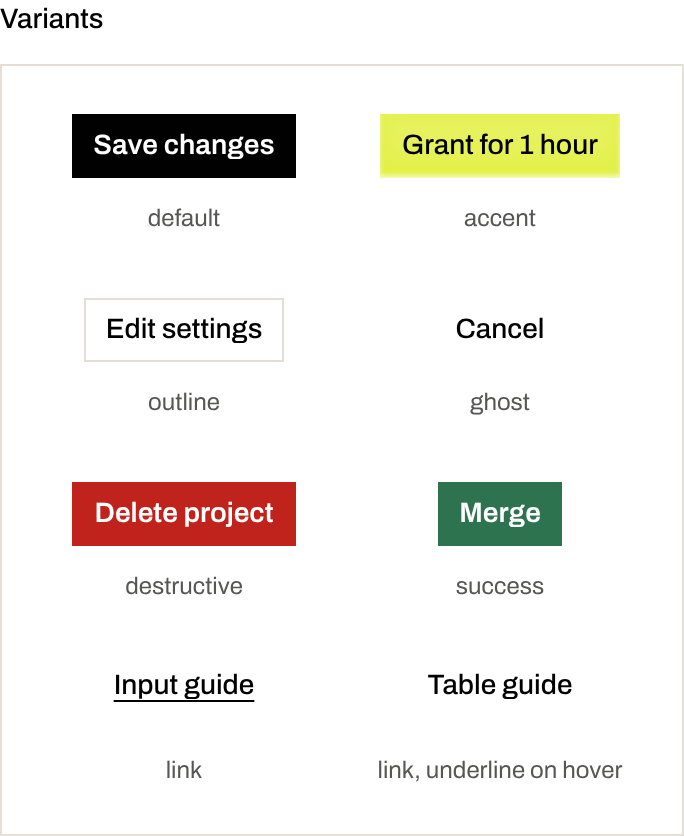 Variants
Save changes
Grant for 1 hour
default
accent
Edit settings
Cancel
outline
ghost
Delete project
Merge
destructive
success
Input guide
Table guide
link
link, underline on hover